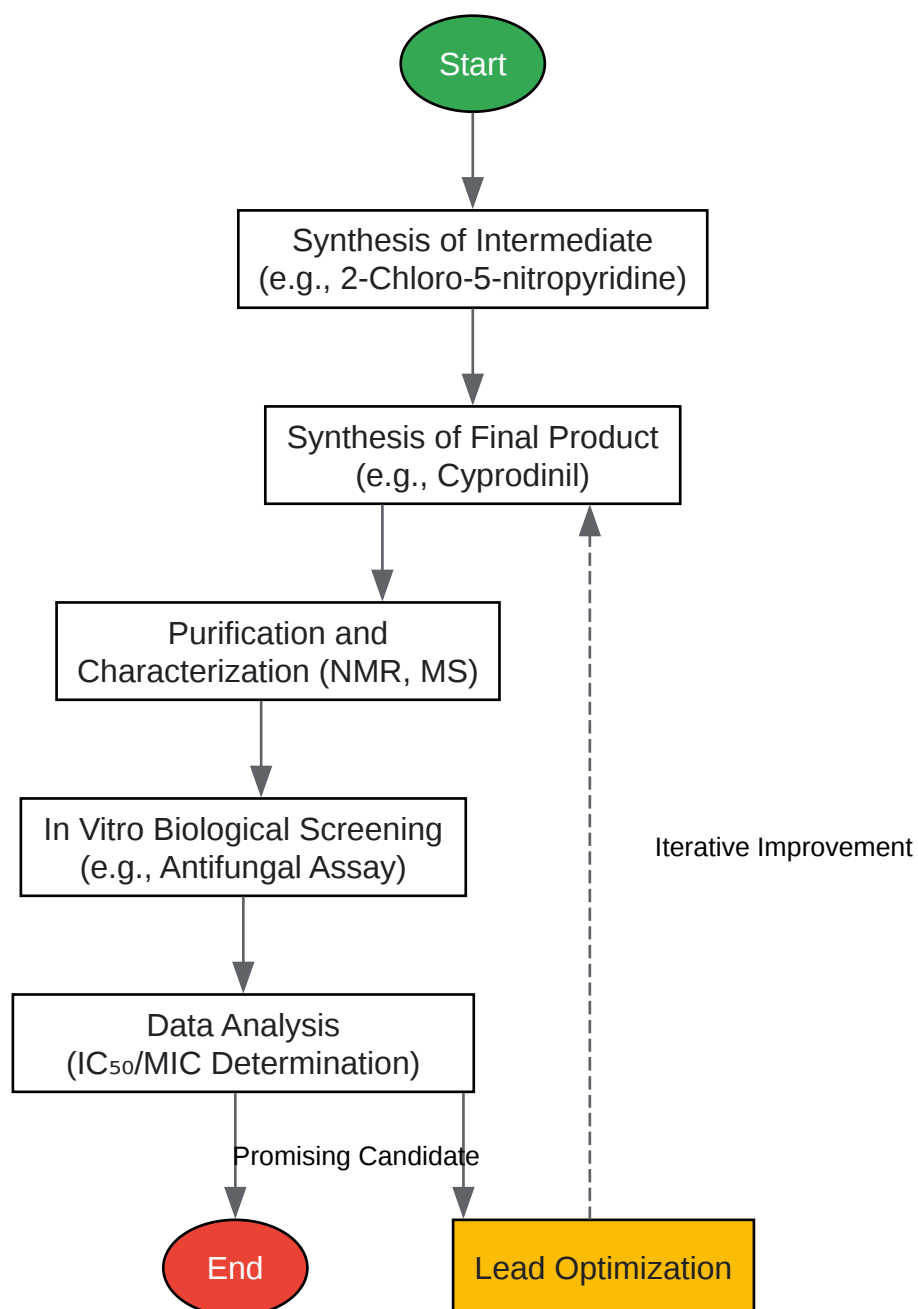 Start
Synthesis of Intermediate
(e.g., 2-Chloro-5-nitropyridine)
Synthesis of Final Product
(e.g., Cyprodinil)
Purification and
Characterization (NMR, MS)
In Vitro Biological Screening
(e.g., Antifungal Assay)
Iterative Improvement
Data Analysis
(IC₅₀/MIC Determination)
Promising Candidate
End
Lead Optimization